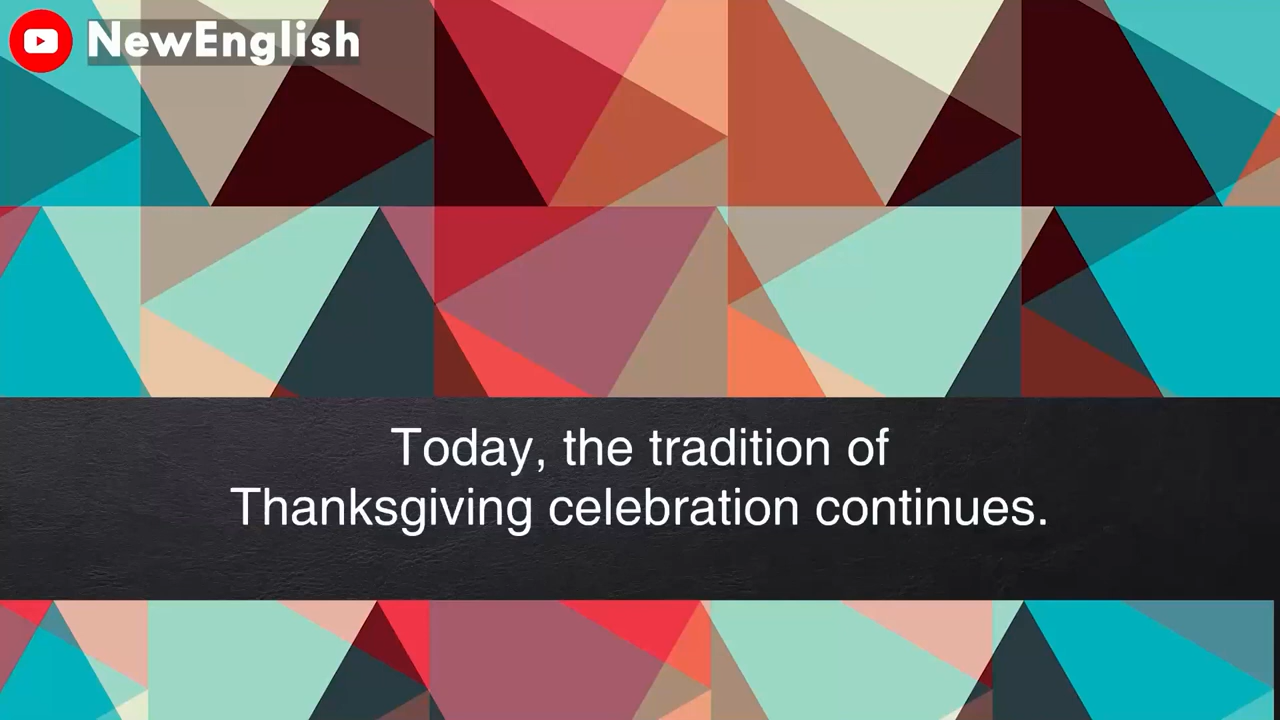 NewEnglish
Today, the tradition of
Thanksgiving celebration continues.